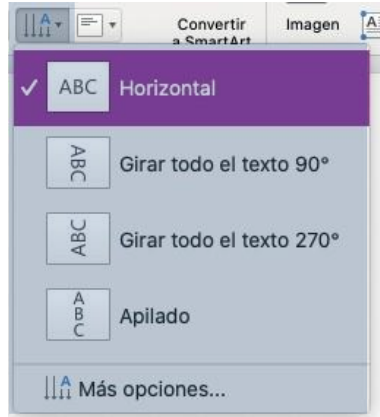 Convertir
a SmartArt
Imagen
ABC Horizontal
ABC Girar todo el texto 90°
ABC Girar todo el texto 270°
A
B
C
Apilado
A Más opciones...